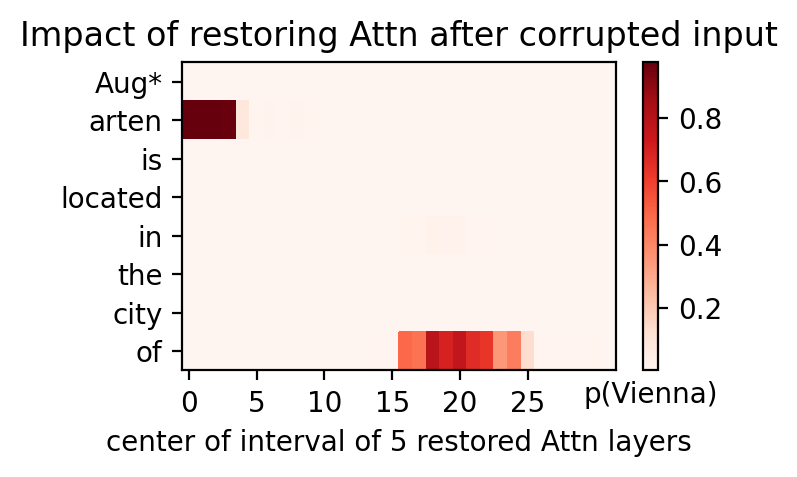 Impact of restoring Attn after corrupted input
Aug*
arten
is
located
in
the
city
of
0 5 10 15 20 25
center of interval of 5 restored Attn layers
0.8
0.6
0.4
0.2
p(Vienna)